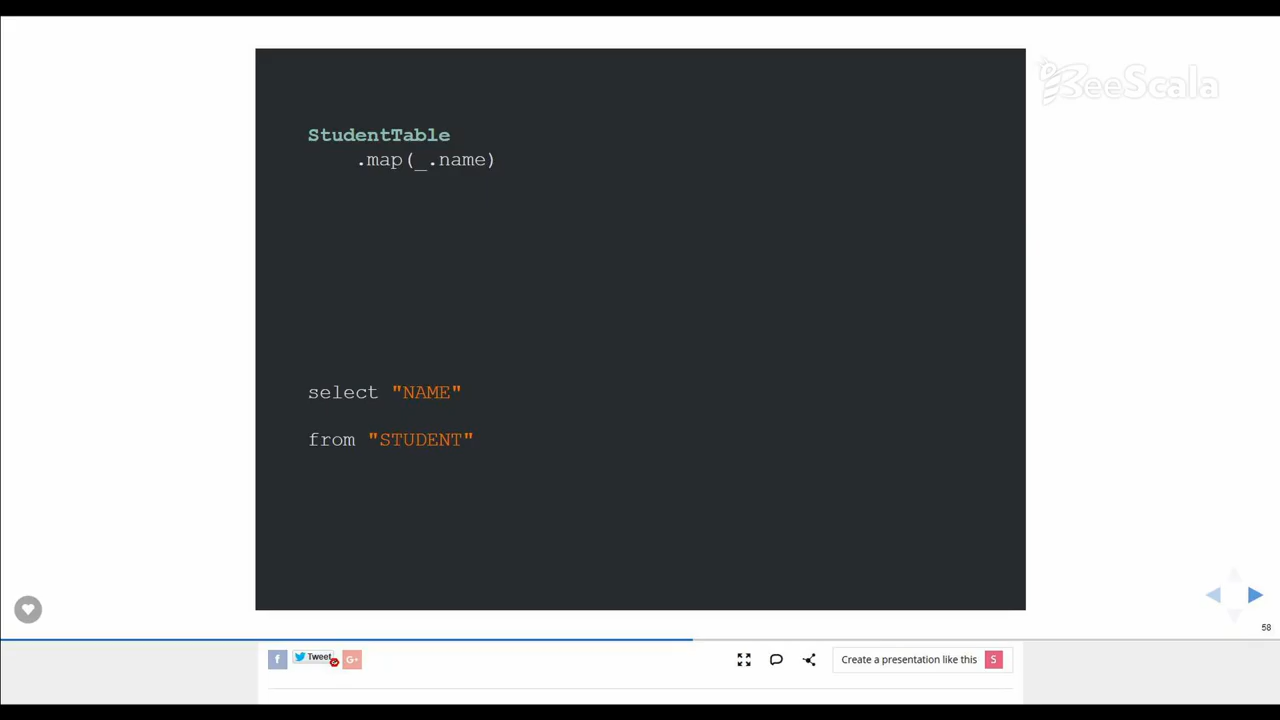 BeeScala
StudentTable
.map(_.name)
select "NAME"
from "STUDENT"
58
f
Tweet
G+
Create a presentation like this
S